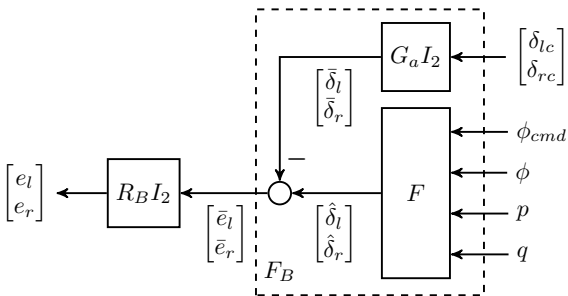 G_a I_2
[δ_lc
δ_rc]
[δ̄_l
δ̄_r]
ϕ_cmd
−
ϕ
[e_l
e_r]
R_B I_2
F
p
[ē_l
ē_r]
[δ̂_l
δ̂_r]
q
F_B